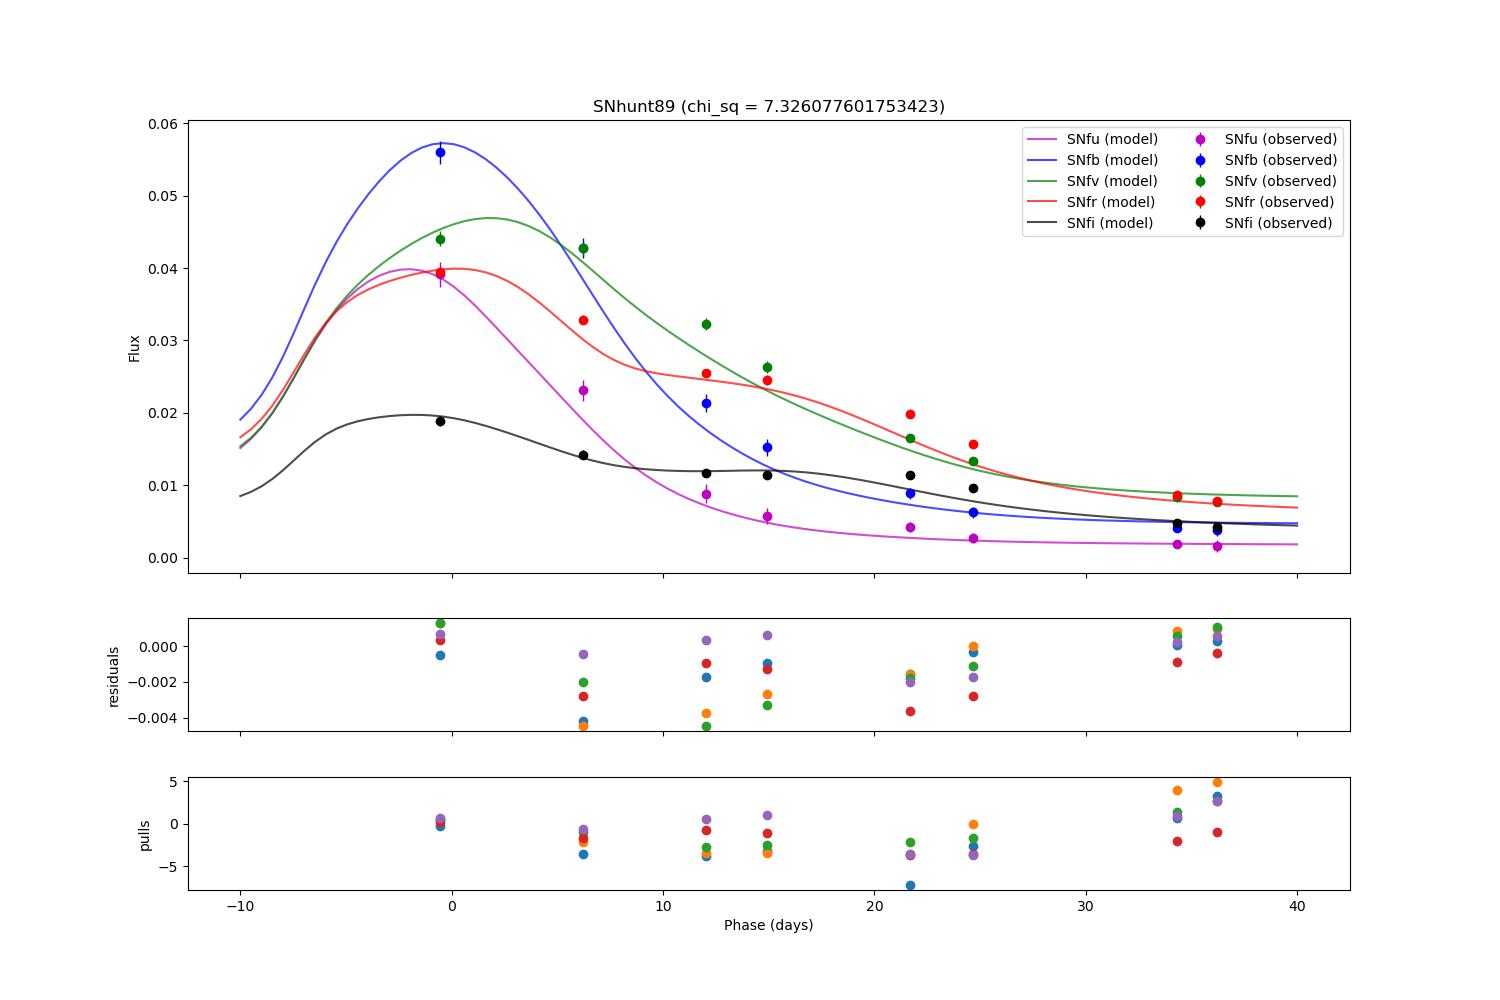 SNhunt89 (chi_sq = 7.326077601753423)
0.06
0.05
0.04
0.03
0.02
0.01
0.00
Flux
SNfu (model)
SNfb (model)
SNfv (model)
SNfr (model)
SNfi (model)
SNfu (observed)
SNfb (observed)
SNfv (observed)
SNfr (observed)
SNfi (observed)
0.000
−0.002
−0.004
residuals
5
0
−5
pulls
−10 0 10 20 30 40
Phase (days)